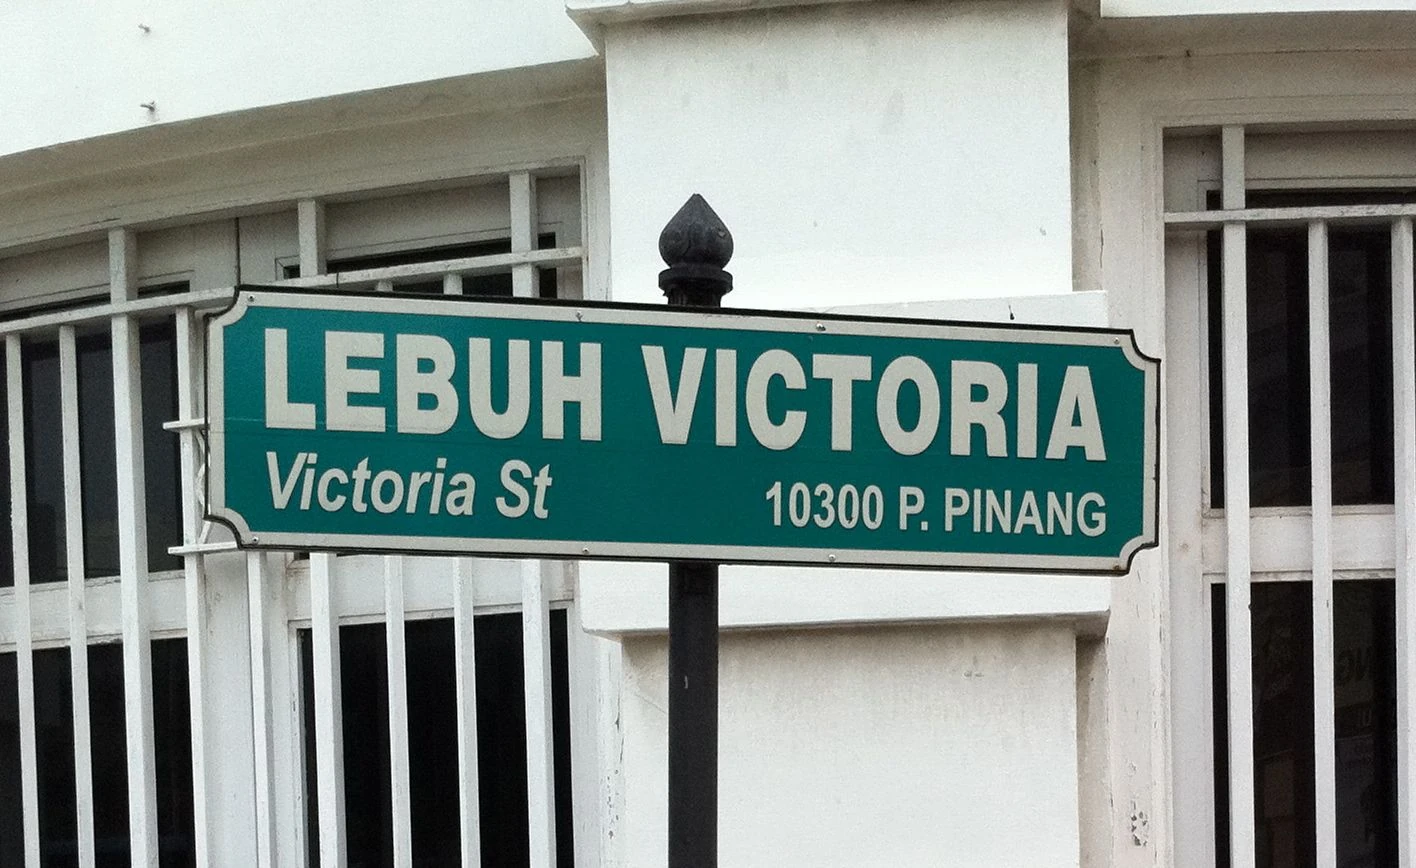 LEBUH VICTORIA
Victoria St
10300 P. PINANG